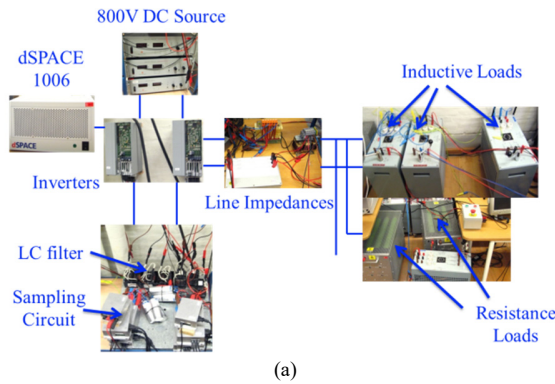 800V DC Source
dSPACE
1006
Inductive Loads
dSPACE
Inverters
Line Impedances
LC filter
Sampling
Circuit
Resistance
Loads
(a)